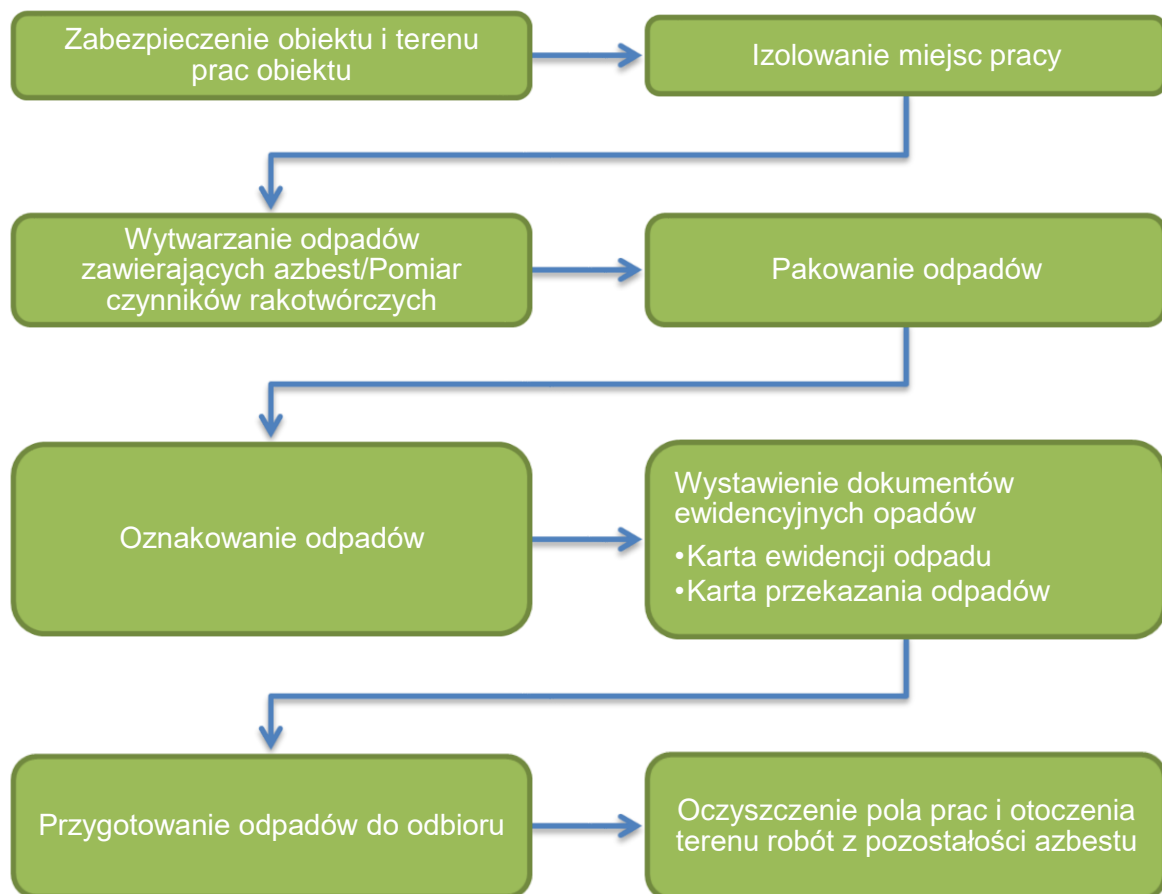 Zabezpieczenie obiektu i terenu
prac obiektu
Izolowanie miejsc pracy
Wytwarzanie odpadów
zawierających azbest/Pomiar
czynników rakotwórczych
Pakowanie odpadów
Oznakowanie odpadów
Wystawienie dokumentów
ewidencyjnych opadów
•Karta ewidencji odpadu
•Karta przekazania odpadów
Przygotowanie odpadów do odbioru
Oczyszczenie pola prac i otoczenia
terenu robót z pozostałości azbestu